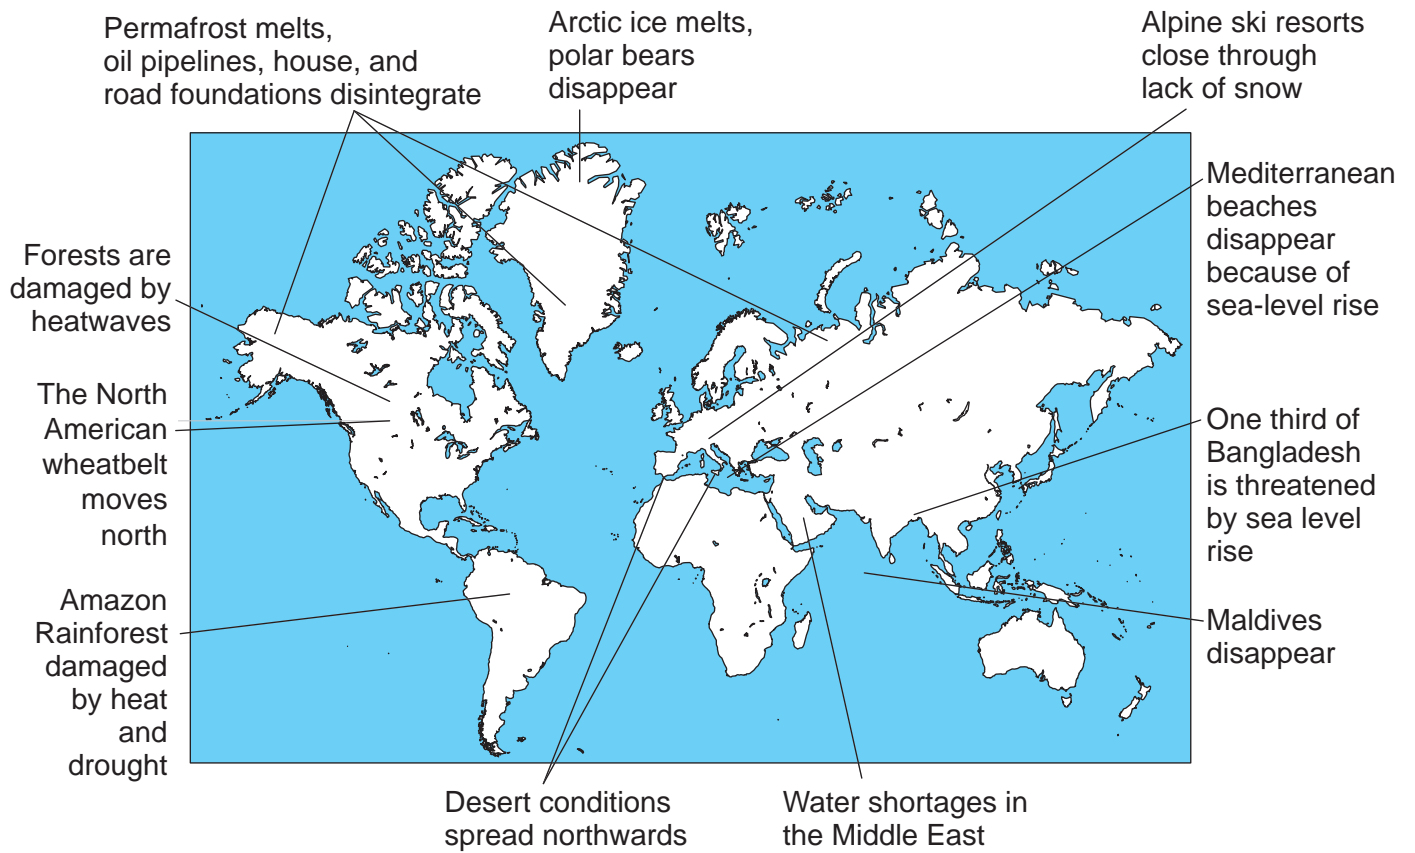 Permafrost melts,
oil pipelines, house, and
road foundations disintegrate
Arctic ice melts,
polar bears
disappear
Alpine ski resorts
close through
lack of snow
Mediterranean
beaches
disappear
because of
sea-level rise
Forests are
damaged by
heatwaves
The North
American
wheatbelt
moves
north
One third of
Bangladesh
is threatened
by sea level
rise
Amazon
Rainforest
damaged
by heat
and
drought
Maldives
disappear
Desert conditions
spread northwards
Water shortages in
the Middle East